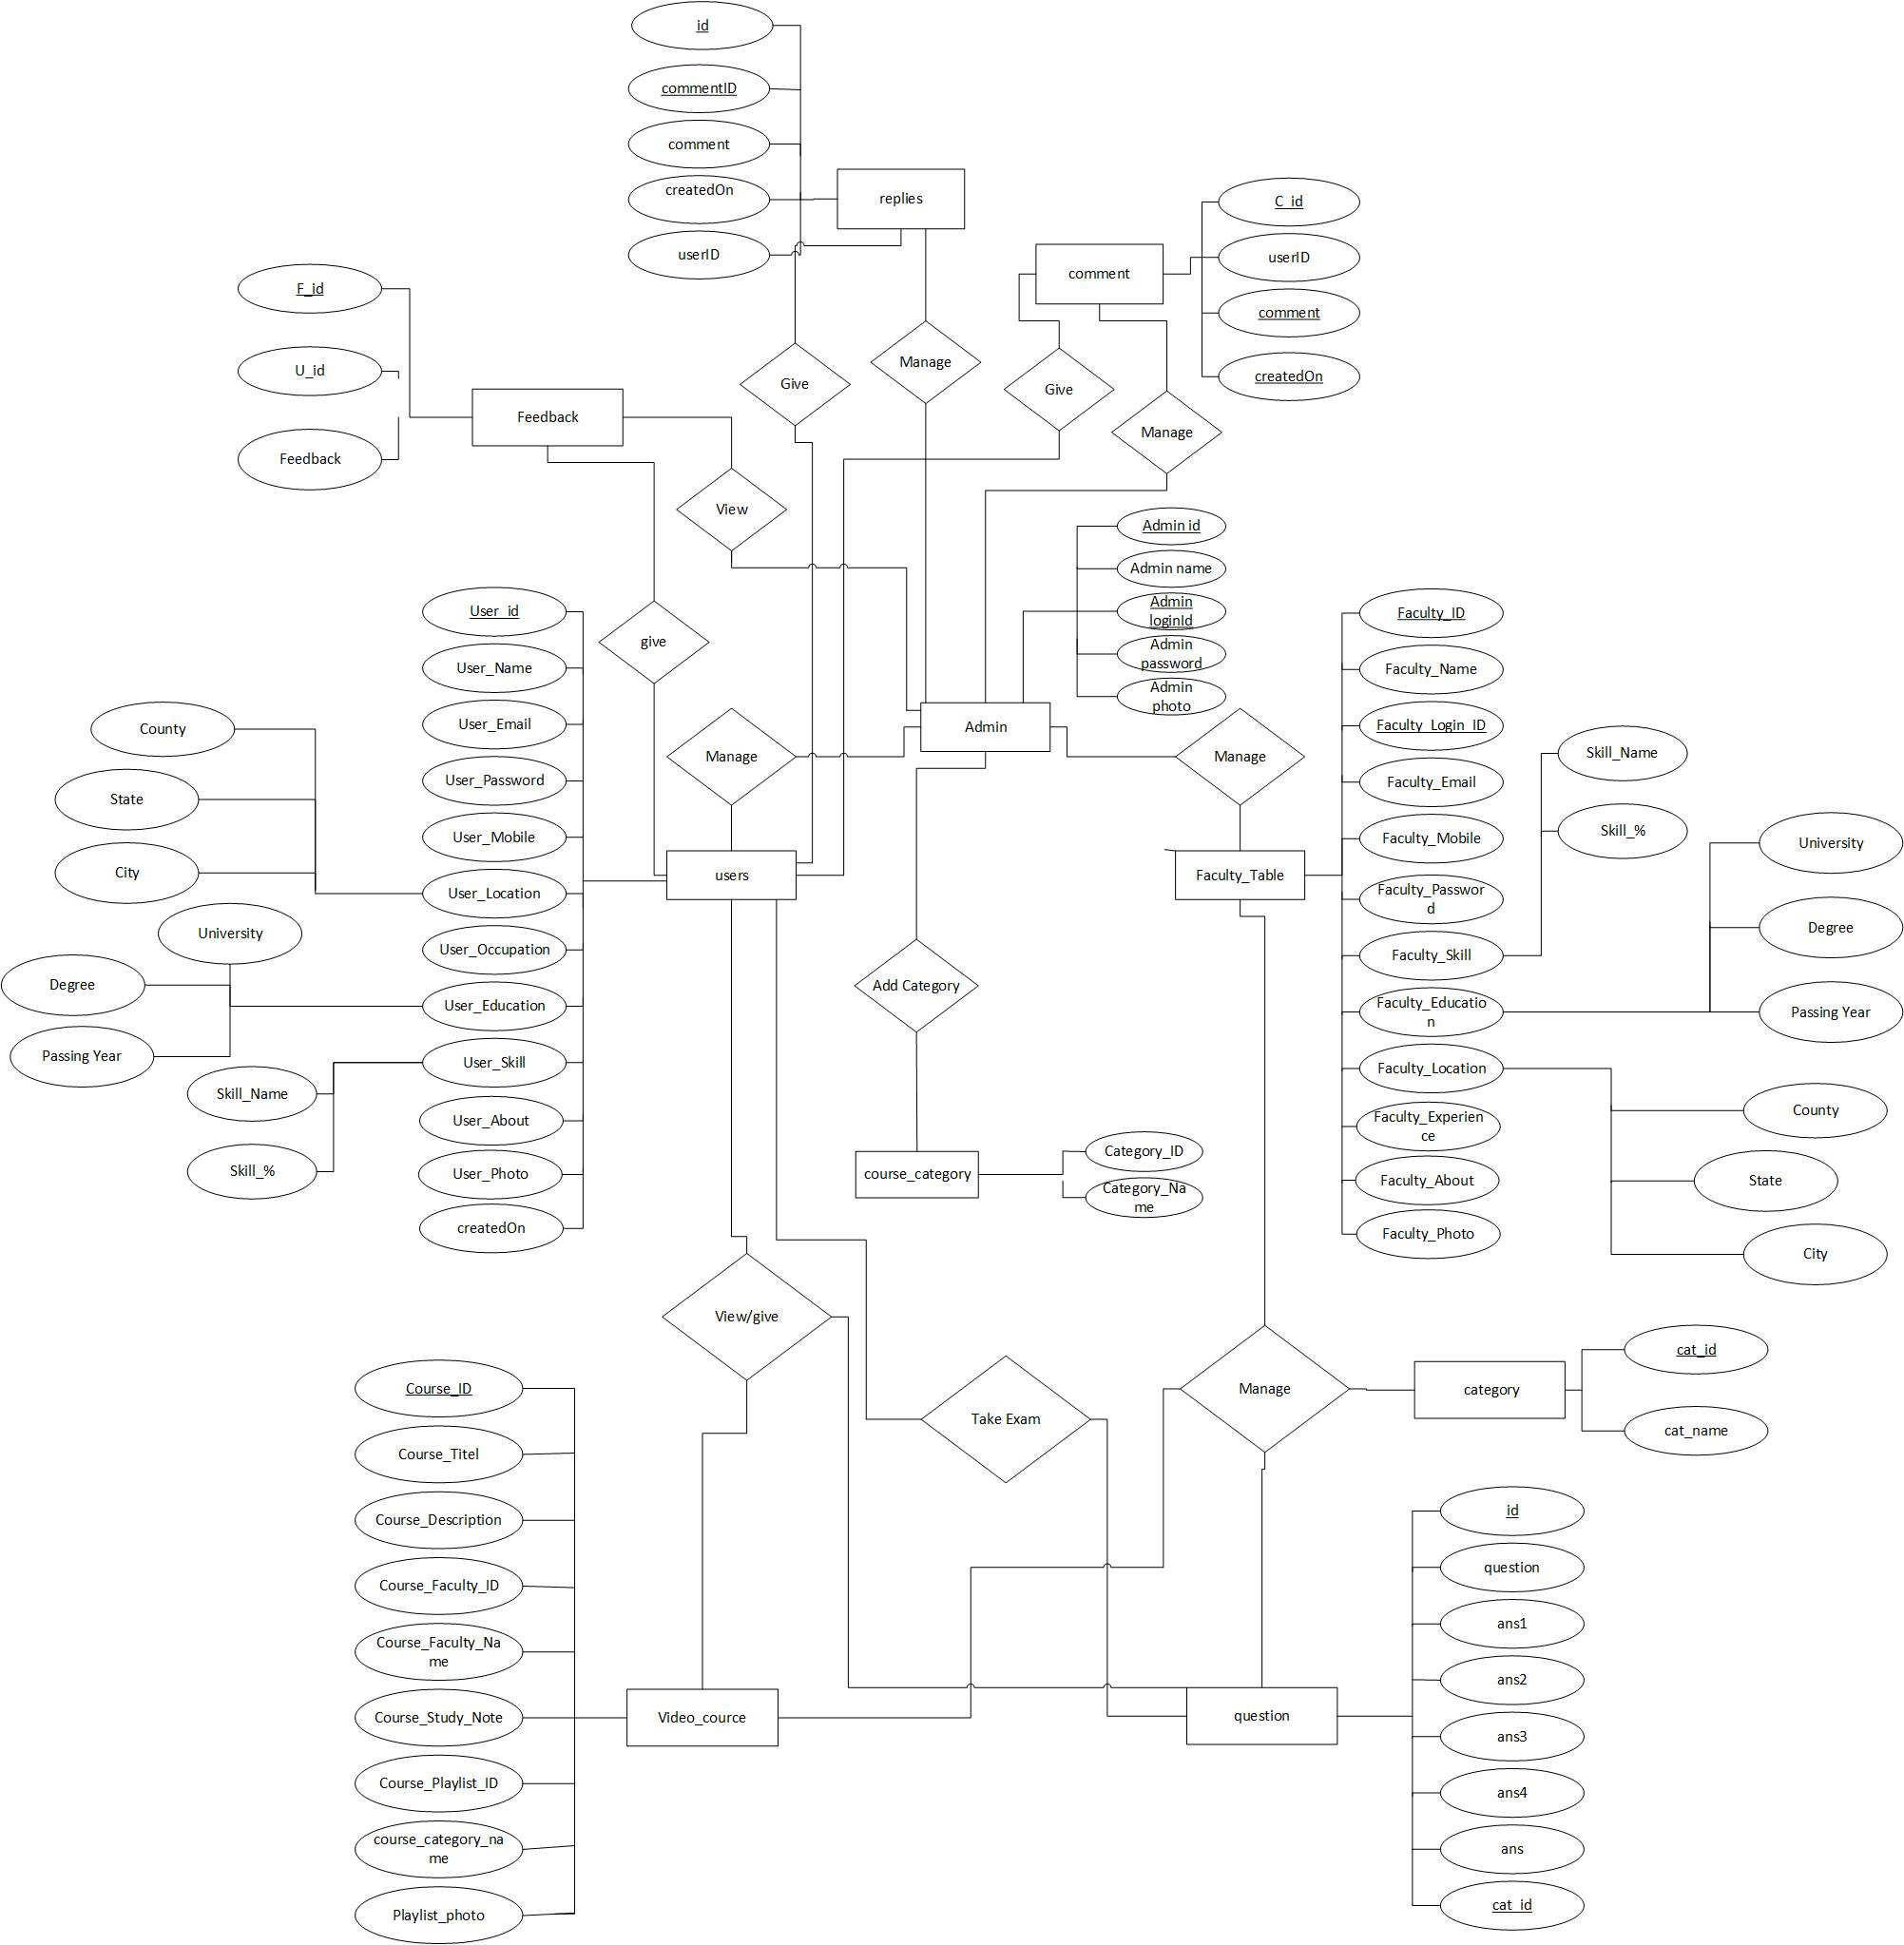 id
commentID
comment
createdOn
userID
replies
C_id
userID
comment
createdOn
comment
F_id
U_id
Feedback
Feedback
Give
Manage
Give
Manage
View
give
Admin id
Admin name
Admin
loginId
Admin
password
Admin
photo
Admin
Manage
Manage
User_id
User_Name
User_Email
User_Password
User_Mobile
User_Location
User_Occupation
User_Education
User_Skill
User_About
User_Photo
createdOn
County
State
City
University
Degree
Passing Year
Skill_Name
Skill_%
users
Faculty_Table
Faculty_ID
Faculty_Name
Faculty_Login_ID
Faculty_Email
Faculty_Mobile
Faculty_Passwor
d
Faculty_Skill
Faculty_Educatio
n
Faculty_Location
Faculty_Experien
ce
Faculty_About
Faculty_Photo
Skill_Name
Skill_%
University
Degree
Passing Year
County
State
City
Add Category
course_category
Category_ID
Category_Na
me
View/give
Take Exam
Manage
category
cat_id
cat_name
Course_ID
Course_Titel
Course_Description
Course_Faculty_ID
Course_Faculty_Na
me
Course_Study_Note
Course_Playlist_ID
course_category_na
me
Playlist_photo
Video_cource
question
id
question
ans1
ans2
ans3
ans4
ans
cat_id